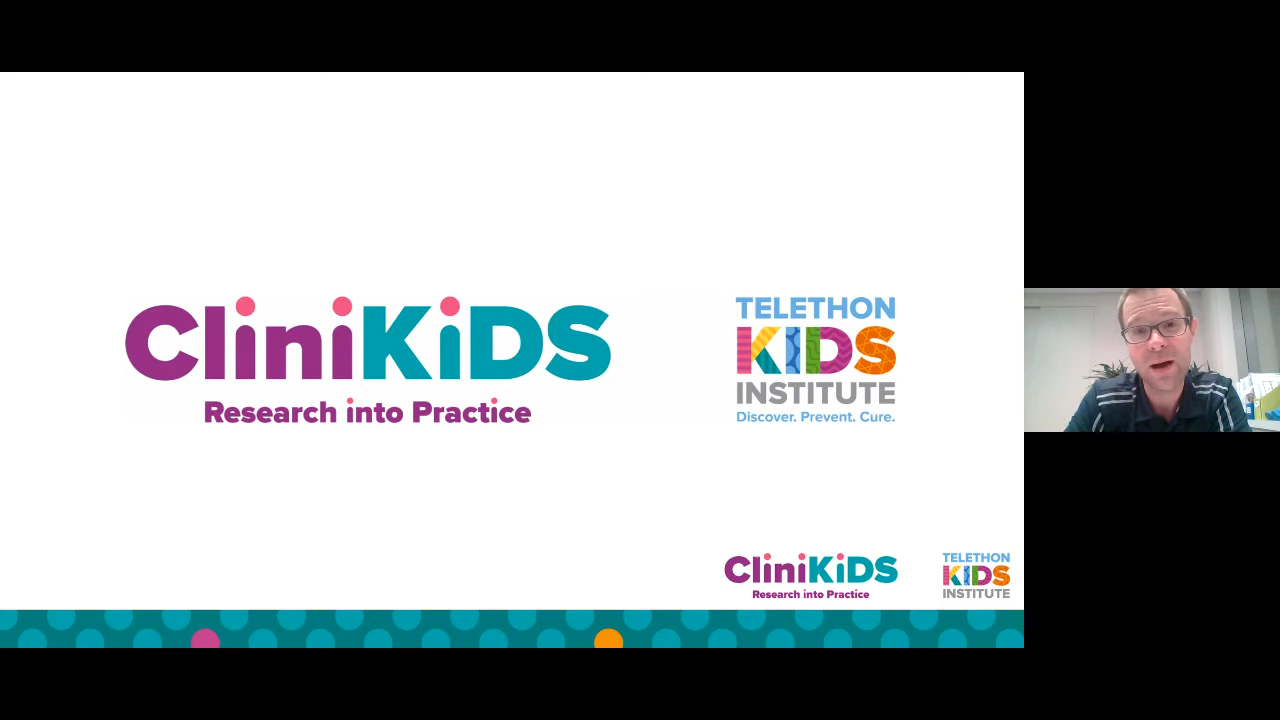 CliniKiDS
Research into Practice
TELETHON
KIDS
INSTITUTE
Discover. Prevent. Cure.
CliniKiDS
Research into Practice
TELETHON
KIDS
INSTITUTE